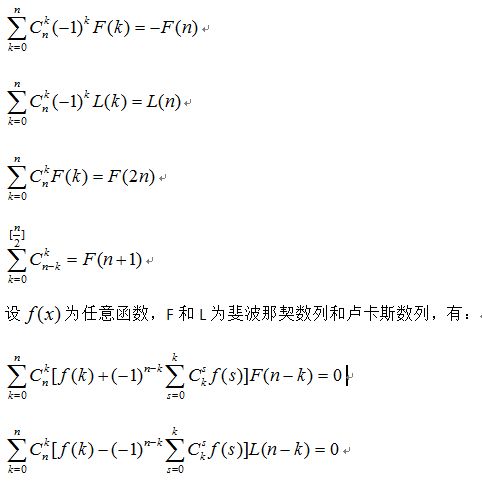 $\sum_{k=0}^{n} C_n^k (-1)^k F(k) = -F(n)$ ↵
$\sum_{k=0}^{n} C_n^k (-1)^k L(k) = L(n)$ ↵
$\sum_{k=0}^{n} C_n^k F(k) = F(2n)$ ↵
$\sum_{k=0}^{[\frac{n}{2}]} C_{n-k}^k = F(n+1)$ ↵
设 $f(x)$ 为任意函数，F 和 L 为斐波那契数列和卢卡斯数列，有：↵
$\sum_{k=0}^{n} C_n^k [f(k) + (-1)^{n-k} \sum_{s=0}^{k} C_k^s f(s)] F(n-k) = 0$ ↵
$\sum_{k=0}^{n} C_n^k [f(k) - (-1)^{n-k} \sum_{s=0}^{k} C_k^s f(s)] L(n-k) = 0$ ↵